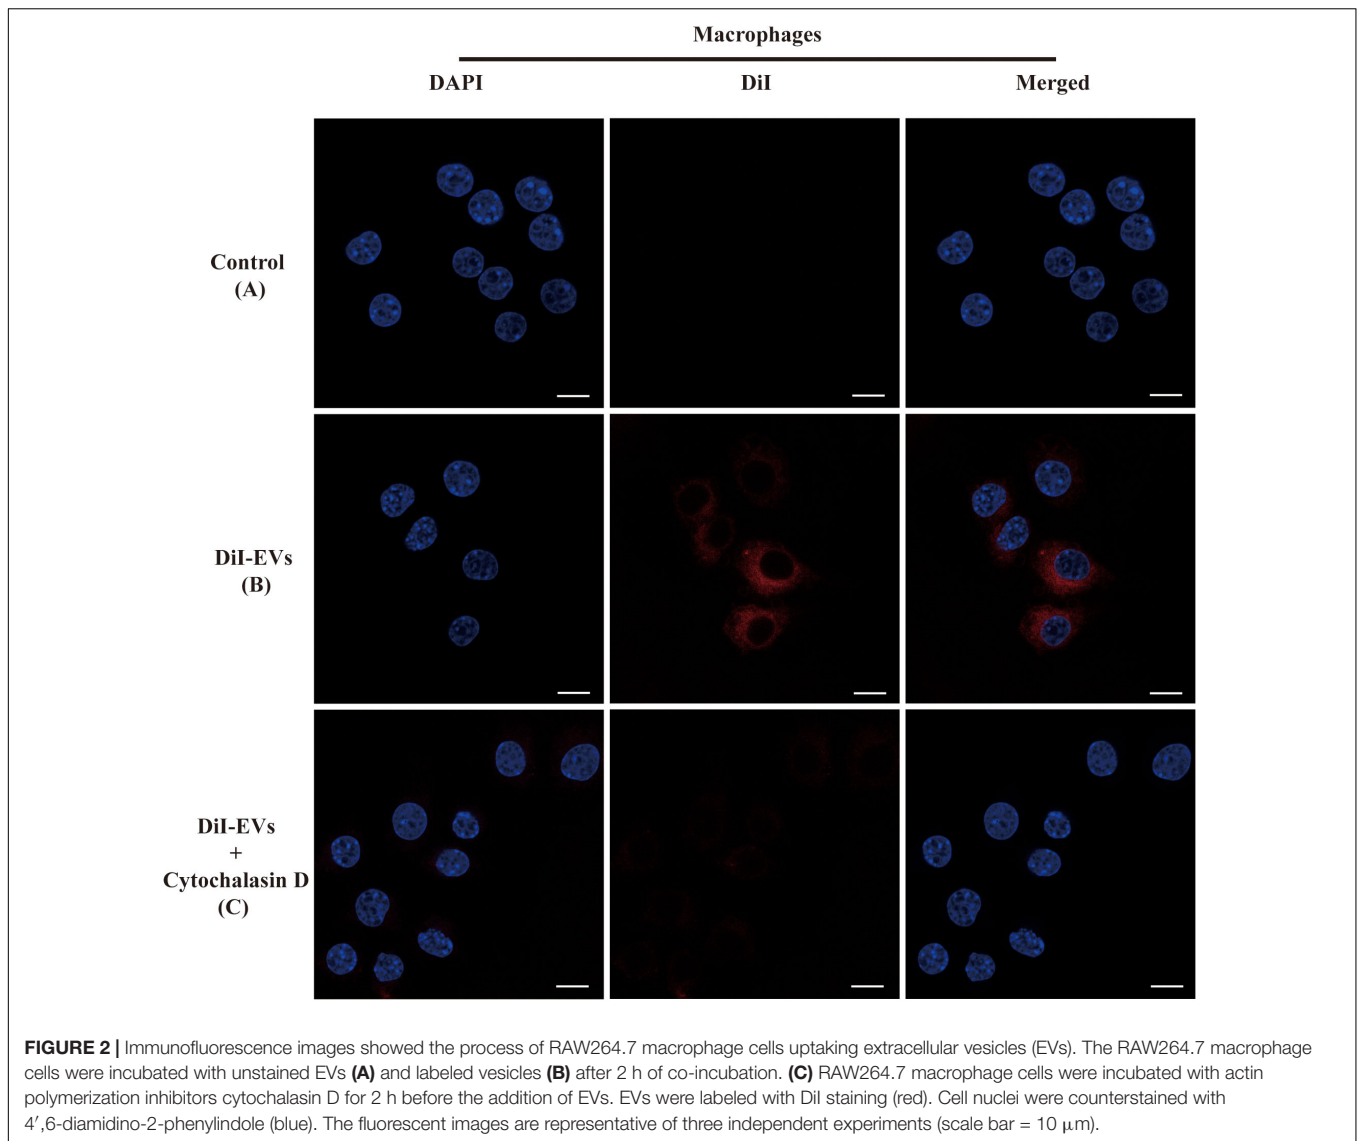 Macrophages
DAPI DiI Merged
Control
(A)
DiI-EVs
(B)
DiI-EVs
+
Cytochalasin D
(C)
FIGURE 2 | Immunofluorescence images showed the process of RAW264.7 macrophage cells uptaking extracellular vesicles (EVs). The RAW264.7 macrophage
cells were incubated with unstained EVs (A) and labeled vesicles (B) after 2 h of co-incubation. (C) RAW264.7 macrophage cells were incubated with actin
polymerization inhibitors cytochalasin D for 2 h before the addition of EVs. EVs were labeled with DiI staining (red). Cell nuclei were counterstained with
4′,6-diamidino-2-phenylindole (blue). The fluorescent images are representative of three independent experiments (scale bar = 10 μm).